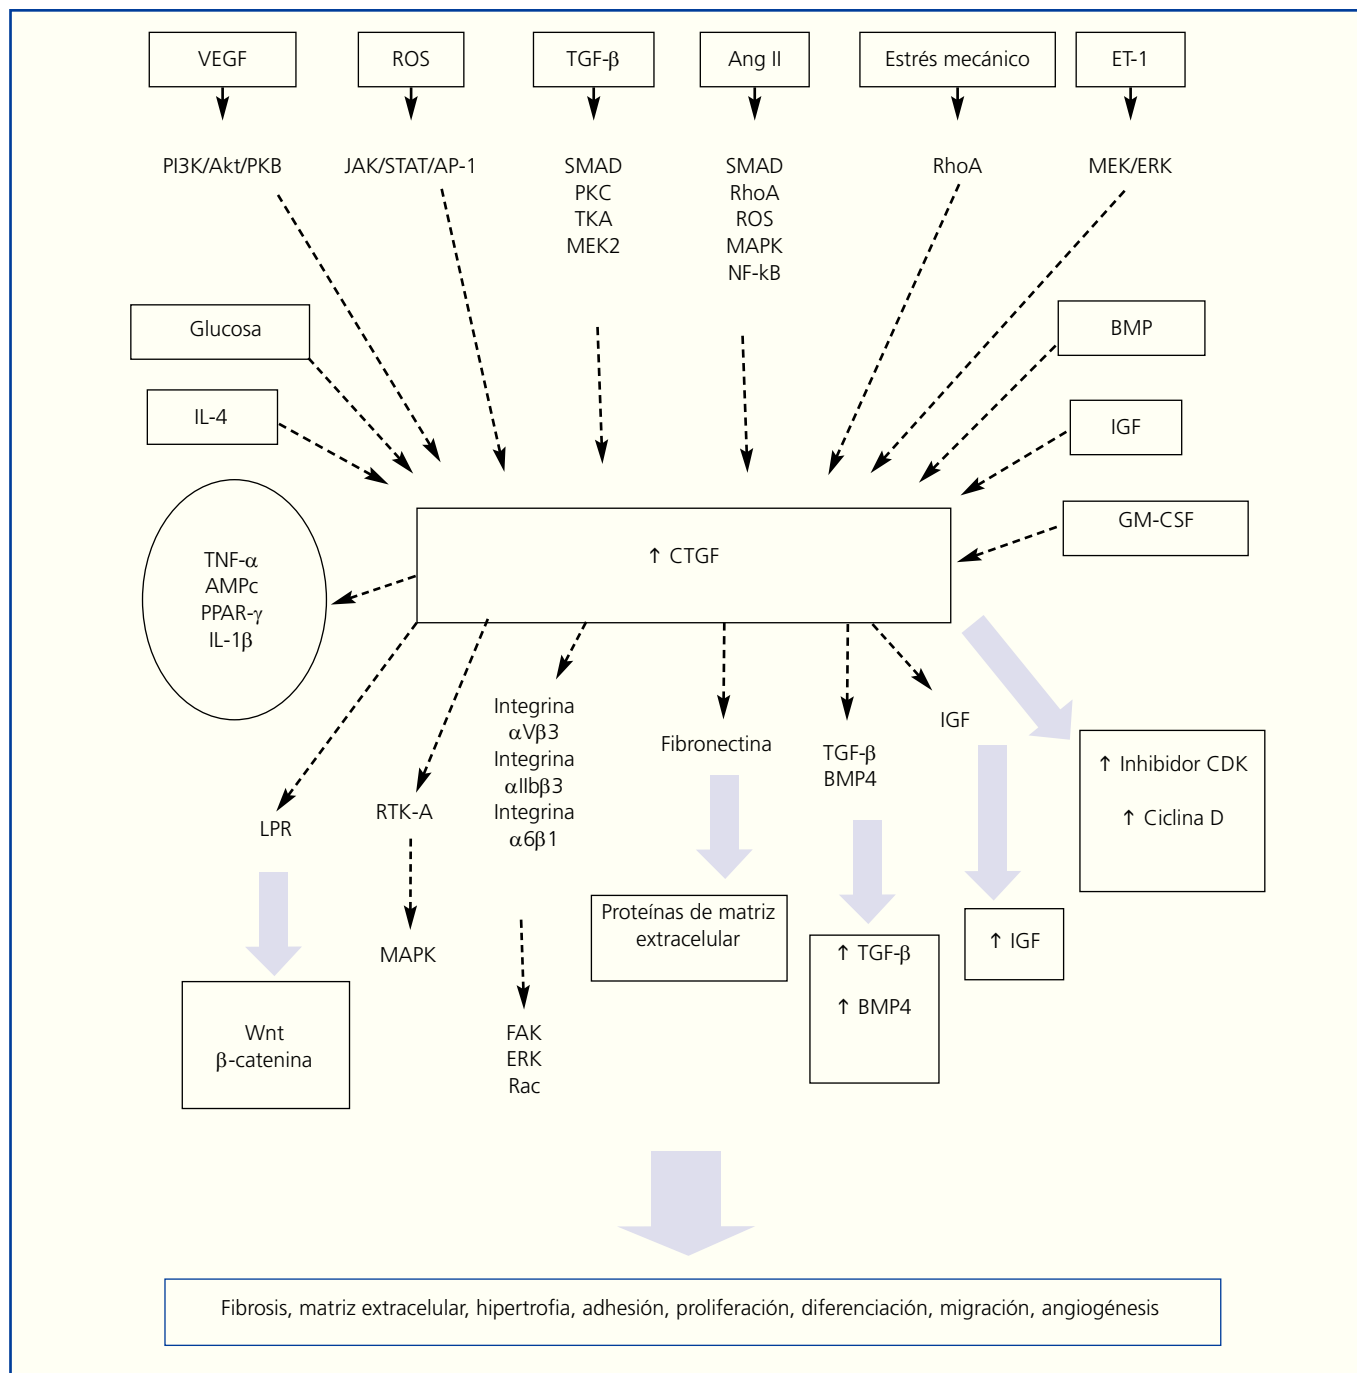 VEGF
ROS
TGF-β
Ang II
Estrés mecánico
ET-1
PI3K/Akt/PKB
JAK/STAT/AP-1
SMAD
PKC
TKA
MEK2
SMAD
RhoA
ROS
MAPK
NF-kB
RhoA
MEK/ERK
Glucosa
IL-4
BMP
IGF
GM-CSF
↑ CTGF
TNF-α
AMPc
PPAR-γ
IL-1β
LPR
RTK-A
Integrina
αVβ3
Integrina
αIIbβ3
Integrina
α6β1
Fibronectina
TGF-β
BMP4
IGF
↑ Inhibidor CDK
↑ Ciclina D
MAPK
FAK
ERK
Rac
Proteínas de matriz
extracelular
↑ TGF-β
↑ BMP4
↑ IGF
Wnt
β-catenina
Fibrosis, matriz extracelular, hipertrofia, adhesión, proliferación, diferenciación, migración, angiogénesis